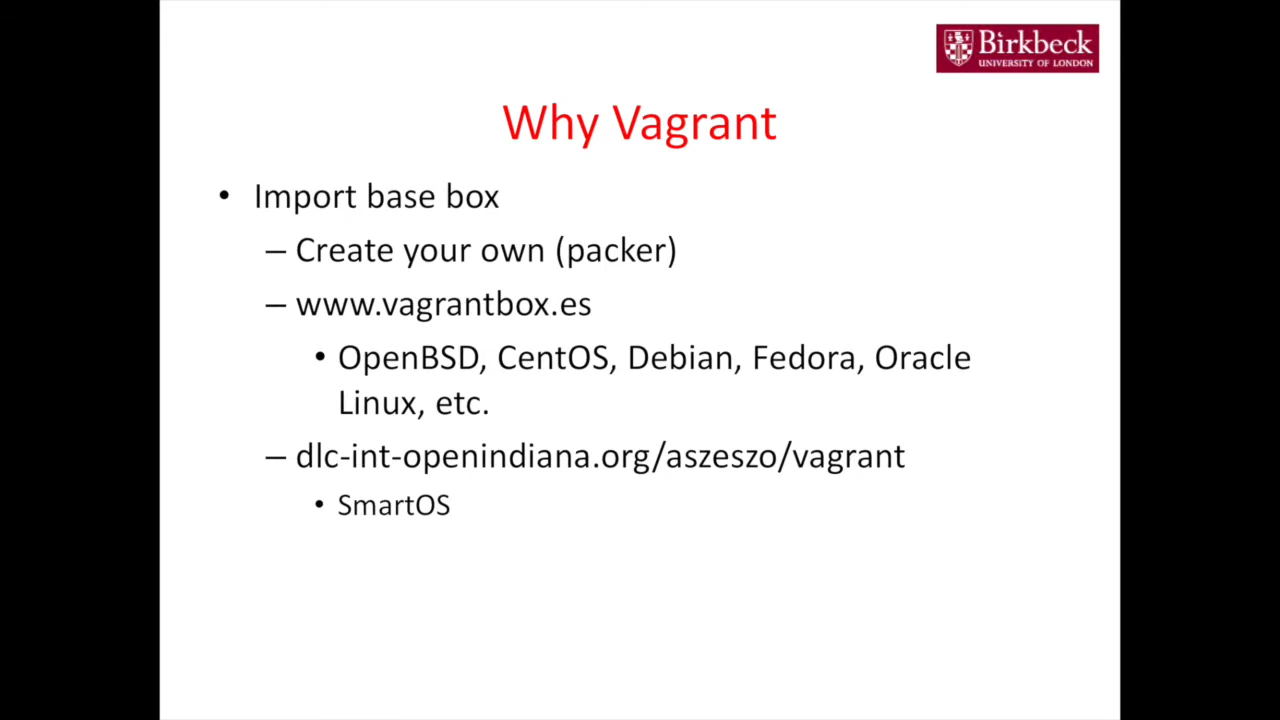 Birkbeck
UNIVERSITY OF LONDON
Why Vagrant
• Import base box
– Create your own (packer)
– www.vagrantbox.es
• OpenBSD, CentOS, Debian, Fedora, Oracle
Linux, etc.
– dlc-int-openindiana.org/aszeszo/vagrant
• SmartOS